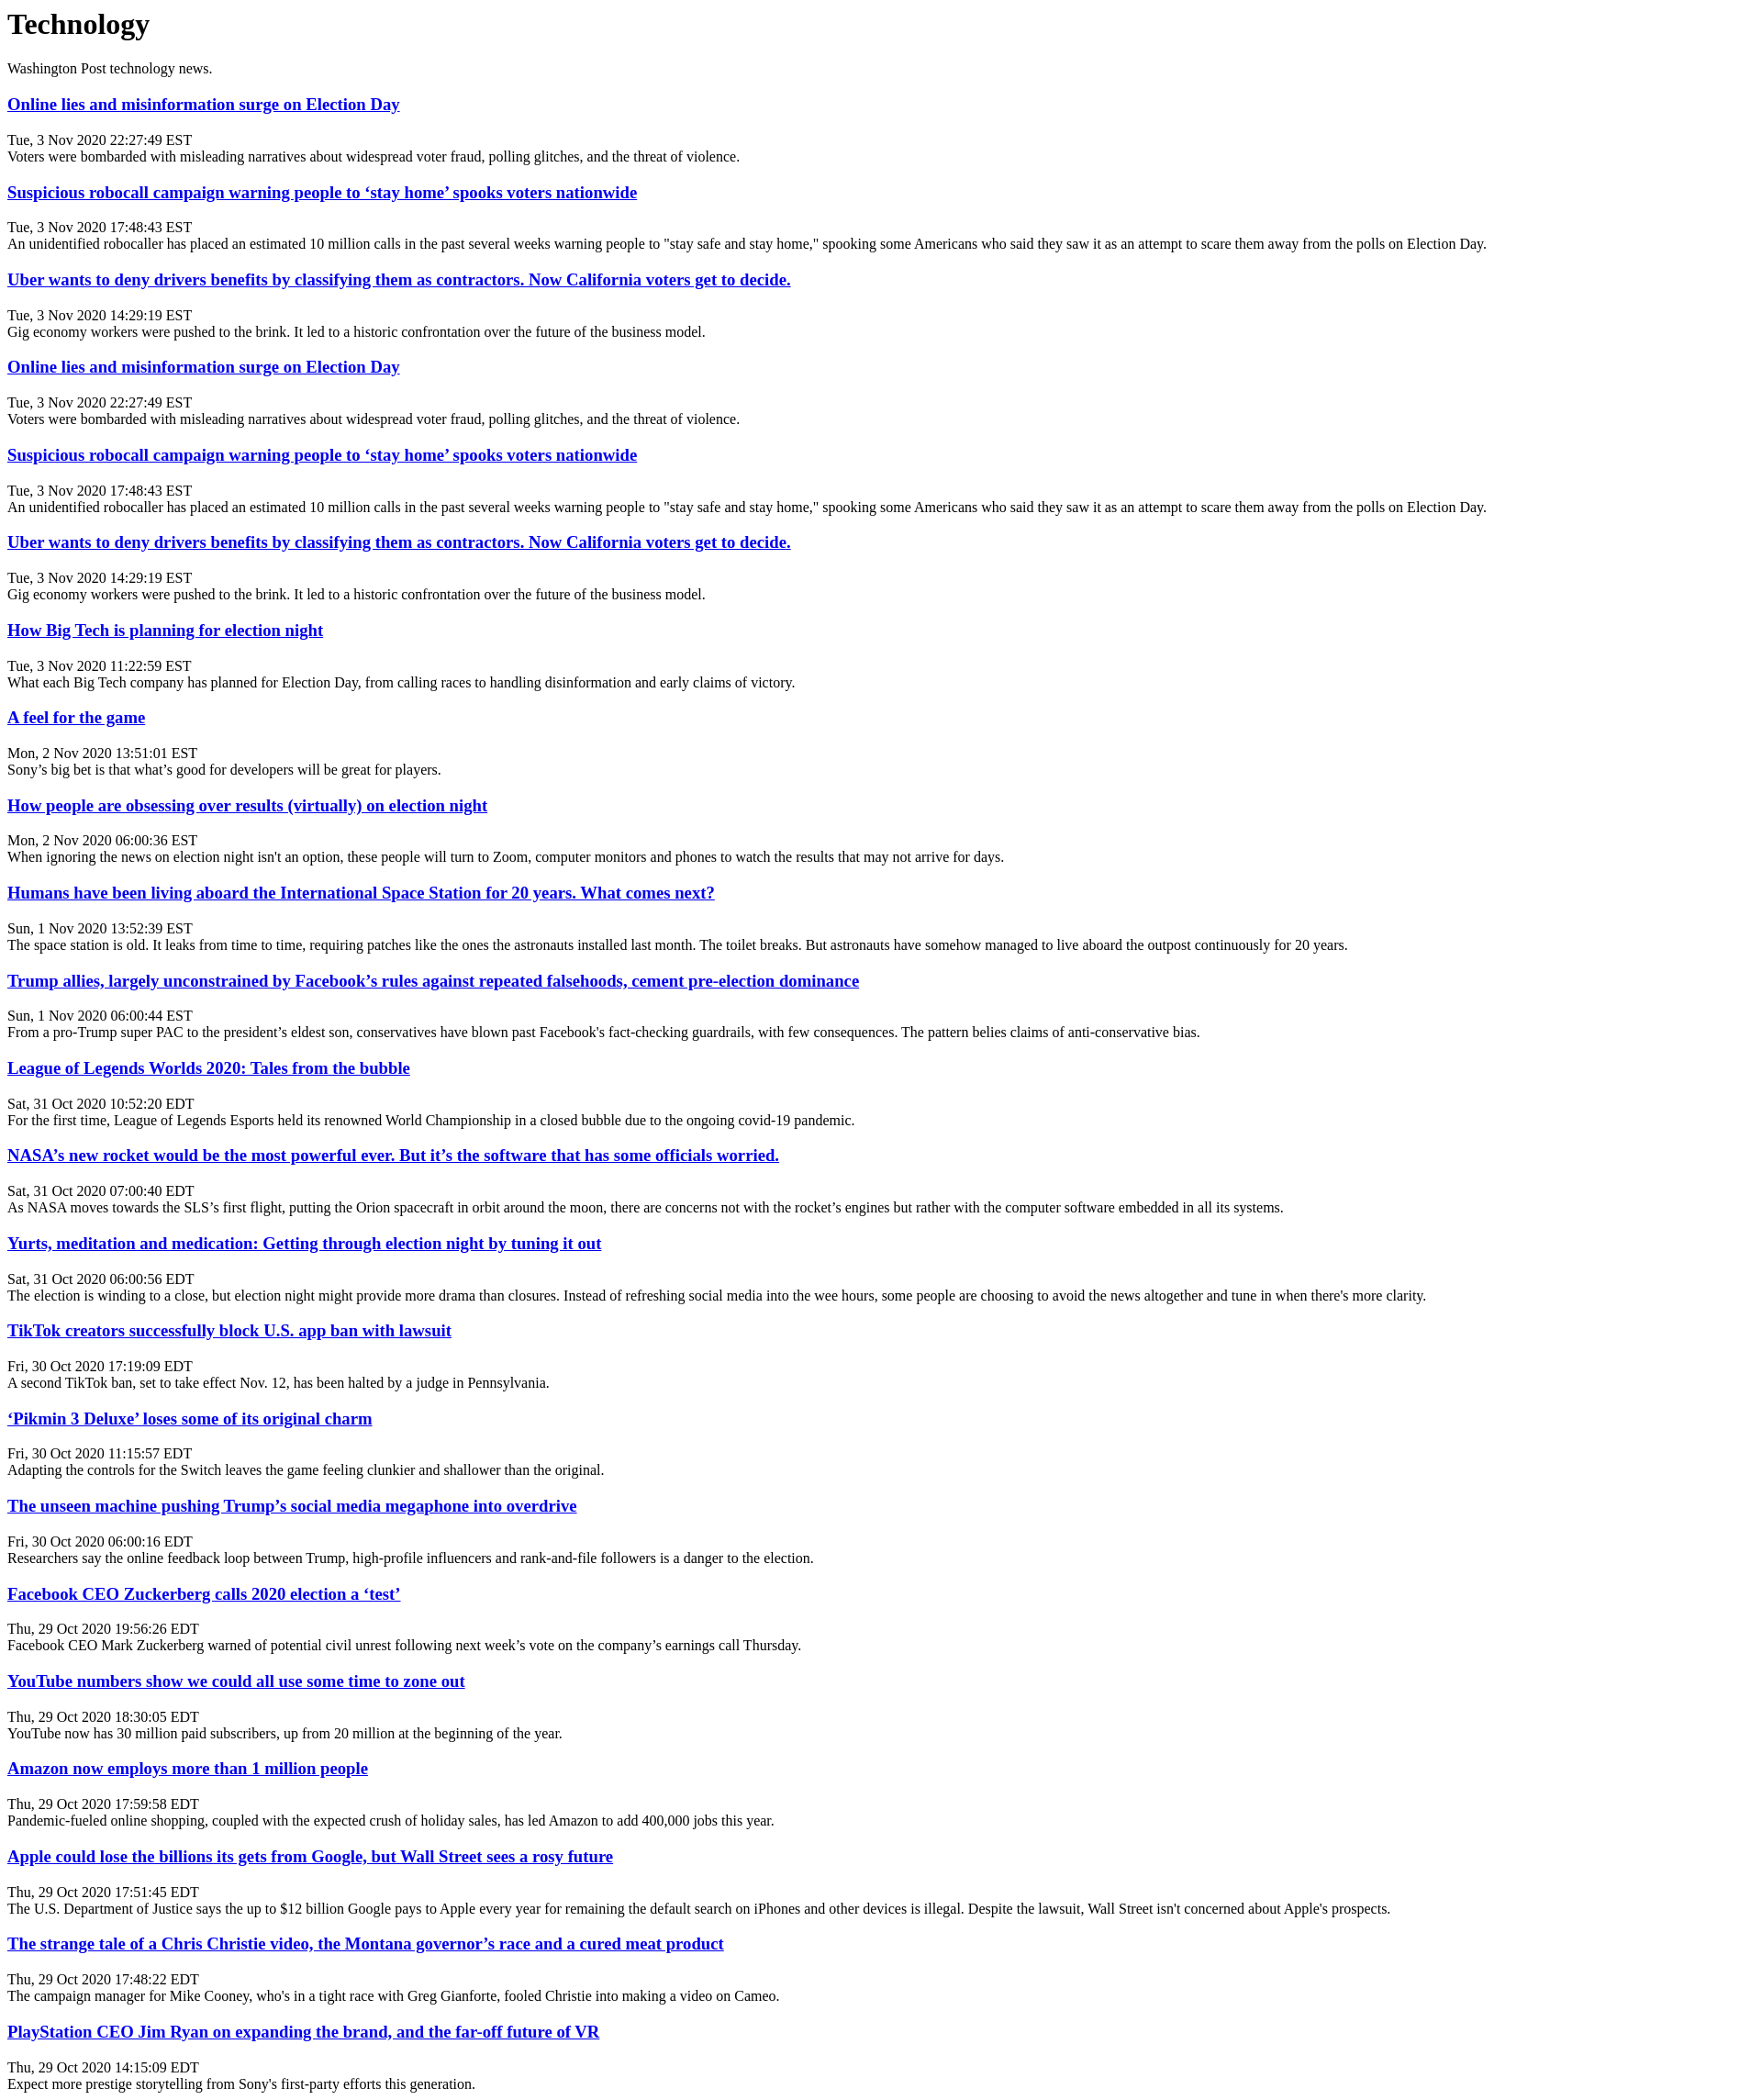 Technology
Washington Post technology news.
Online lies and misinformation surge on Election Day
Tue, 3 Nov 2020 22:27:49 EST
Voters were bombarded with misleading narratives about widespread voter fraud, polling glitches, and the threat of violence.
Suspicious robocall campaign warning people to ‘stay home’ spooks voters nationwide
Tue, 3 Nov 2020 17:48:43 EST
An unidentified robocaller has placed an estimated 10 million calls in the past several weeks warning people to "stay safe and stay home," spooking some Americans who said they saw it as an attempt to scare them away from the polls on Election Day.
Uber wants to deny drivers benefits by classifying them as contractors. Now California voters get to decide.
Tue, 3 Nov 2020 14:29:19 EST
Gig economy workers were pushed to the brink. It led to a historic confrontation over the future of the business model.
Online lies and misinformation surge on Election Day
Tue, 3 Nov 2020 22:27:49 EST
Voters were bombarded with misleading narratives about widespread voter fraud, polling glitches, and the threat of violence.
Suspicious robocall campaign warning people to ‘stay home’ spooks voters nationwide
Tue, 3 Nov 2020 17:48:43 EST
An unidentified robocaller has placed an estimated 10 million calls in the past several weeks warning people to "stay safe and stay home," spooking some Americans who said they saw it as an attempt to scare them away from the polls on Election Day.
Uber wants to deny drivers benefits by classifying them as contractors. Now California voters get to decide.
Tue, 3 Nov 2020 14:29:19 EST
Gig economy workers were pushed to the brink. It led to a historic confrontation over the future of the business model.
How Big Tech is planning for election night
Tue, 3 Nov 2020 11:22:59 EST
What each Big Tech company has planned for Election Day, from calling races to handling disinformation and early claims of victory.
A feel for the game
Mon, 2 Nov 2020 13:51:01 EST
Sony’s big bet is that what’s good for developers will be great for players.
How people are obsessing over results (virtually) on election night
Mon, 2 Nov 2020 06:00:36 EST
When ignoring the news on election night isn't an option, these people will turn to Zoom, computer monitors and phones to watch the results that may not arrive for days.
Humans have been living aboard the International Space Station for 20 years. What comes next?
Sun, 1 Nov 2020 13:52:39 EST
The space station is old. It leaks from time to time, requiring patches like the ones the astronauts installed last month. The toilet breaks. But astronauts have somehow managed to live aboard the outpost continuously for 20 years.
Trump allies, largely unconstrained by Facebook’s rules against repeated falsehoods, cement pre-election dominance
Sun, 1 Nov 2020 06:00:44 EST
From a pro-Trump super PAC to the president’s eldest son, conservatives have blown past Facebook's fact-checking guardrails, with few consequences. The pattern belies claims of anti-conservative bias.
League of Legends Worlds 2020: Tales from the bubble
Sat, 31 Oct 2020 10:52:20 EDT
For the first time, League of Legends Esports held its renowned World Championship in a closed bubble due to the ongoing covid-19 pandemic.
NASA’s new rocket would be the most powerful ever. But it’s the software that has some officials worried.
Sat, 31 Oct 2020 07:00:40 EDT
As NASA moves towards the SLS’s first flight, putting the Orion spacecraft in orbit around the moon, there are concerns not with the rocket’s engines but rather with the computer software embedded in all its systems.
Yurts, meditation and medication: Getting through election night by tuning it out
Sat, 31 Oct 2020 06:00:56 EDT
The election is winding to a close, but election night might provide more drama than closures. Instead of refreshing social media into the wee hours, some people are choosing to avoid the news altogether and tune in when there's more clarity.
TikTok creators successfully block U.S. app ban with lawsuit
Fri, 30 Oct 2020 17:19:09 EDT
A second TikTok ban, set to take effect Nov. 12, has been halted by a judge in Pennsylvania.
‘Pikmin 3 Deluxe’ loses some of its original charm
Fri, 30 Oct 2020 11:15:57 EDT
Adapting the controls for the Switch leaves the game feeling clunkier and shallower than the original.
The unseen machine pushing Trump’s social media megaphone into overdrive
Fri, 30 Oct 2020 06:00:16 EDT
Researchers say the online feedback loop between Trump, high-profile influencers and rank-and-file followers is a danger to the election.
Facebook CEO Zuckerberg calls 2020 election a ‘test’
Thu, 29 Oct 2020 19:56:26 EDT
Facebook CEO Mark Zuckerberg warned of potential civil unrest following next week’s vote on the company’s earnings call Thursday.
YouTube numbers show we could all use some time to zone out
Thu, 29 Oct 2020 18:30:05 EDT
YouTube now has 30 million paid subscribers, up from 20 million at the beginning of the year.
Amazon now employs more than 1 million people
Thu, 29 Oct 2020 17:59:58 EDT
Pandemic-fueled online shopping, coupled with the expected crush of holiday sales, has led Amazon to add 400,000 jobs this year.
Apple could lose the billions its gets from Google, but Wall Street sees a rosy future
Thu, 29 Oct 2020 17:51:45 EDT
The U.S. Department of Justice says the up to $12 billion Google pays to Apple every year for remaining the default search on iPhones and other devices is illegal. Despite the lawsuit, Wall Street isn't concerned about Apple's prospects.
The strange tale of a Chris Christie video, the Montana governor’s race and a cured meat product
Thu, 29 Oct 2020 17:48:22 EDT
The campaign manager for Mike Cooney, who's in a tight race with Greg Gianforte, fooled Christie into making a video on Cameo.
PlayStation CEO Jim Ryan on expanding the brand, and the far-off future of VR
Thu, 29 Oct 2020 14:15:09 EDT
Expect more prestige storytelling from Sony's first-party efforts this generation.